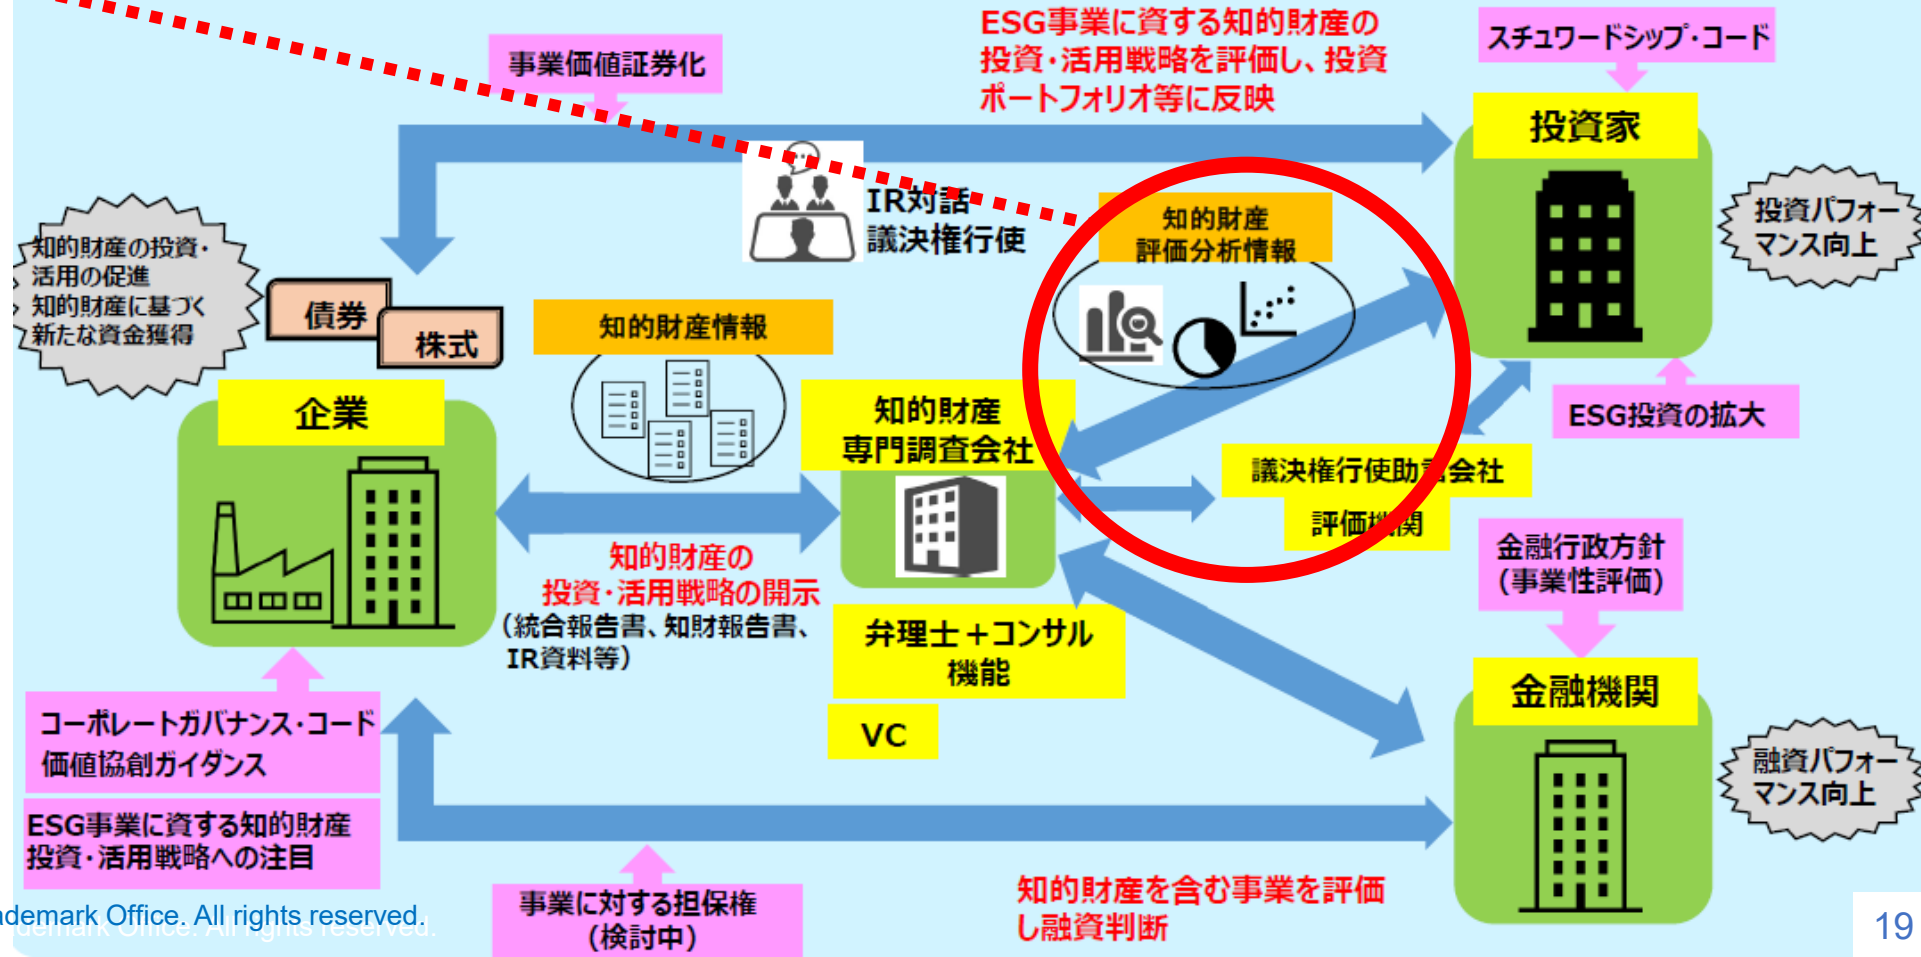 ESG事業に資する知的財産の
投資・活用戦略を評価し、投資
ポートフォリオ等に反映
スチュワードシップ・コード
事業価値証券化
投資家
IR対話
議決権行使
知的財産
評価分析情報
投資パフォー
マンス向上
知的財産の投資・
活用の促進
知的財産に基づく
新たな資金獲得
債券
株式
知的財産情報
企業
知的財産
専門調査会社
ESG投資の拡大
議決権行使助言会社
評価機関
知的財産の
投資・活用戦略の開示
（統合報告書、知財報告書、
IR資料等）
金融行政方針
（事業性評価）
弁理士＋コンサル
機能
VC
金融機関
コーポレートガバナンス・コード
価値協創ガイダンス
融資パフォー
マンス向上
ESG事業に資する知的財産
投資・活用戦略への注目
事業に対する担保権
（検討中）
知的財産を含む事業を評価
し融資判断
demark Office. All rights reserved.
19